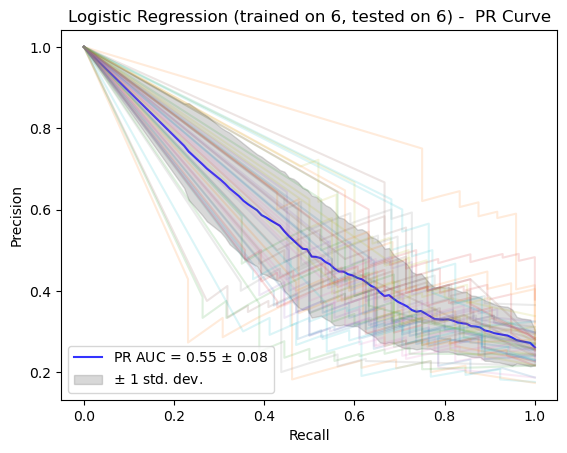 Logistic Regression (trained on 6, tested on 6) -  PR Curve
1.0
0.8
0.6
0.4
0.2
Precision
PR AUC = 0.55 ± 0.08
± 1 std. dev.
0.0 0.2 0.4 0.6 0.8 1.0
Recall